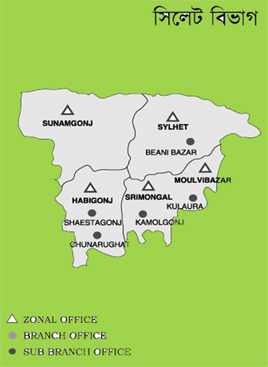 সিলেট বিভাগ
SUNAMGONJ
SYLHET
BEANI BAZAR
MOULVIBAZAR
HABIGONJ
SRIMONGAL
KULAURA
SHAESTAGONJ
KAMOLGONJ
CHUNARUGHAT
ZONAL OFFICE
BRANCH OFFICE
SUB BRANCH OFFICE